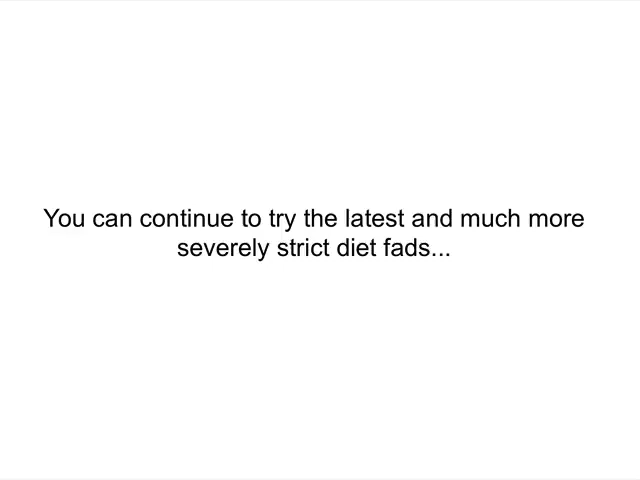 You can continue to try the latest and much more
severely strict diet fads...